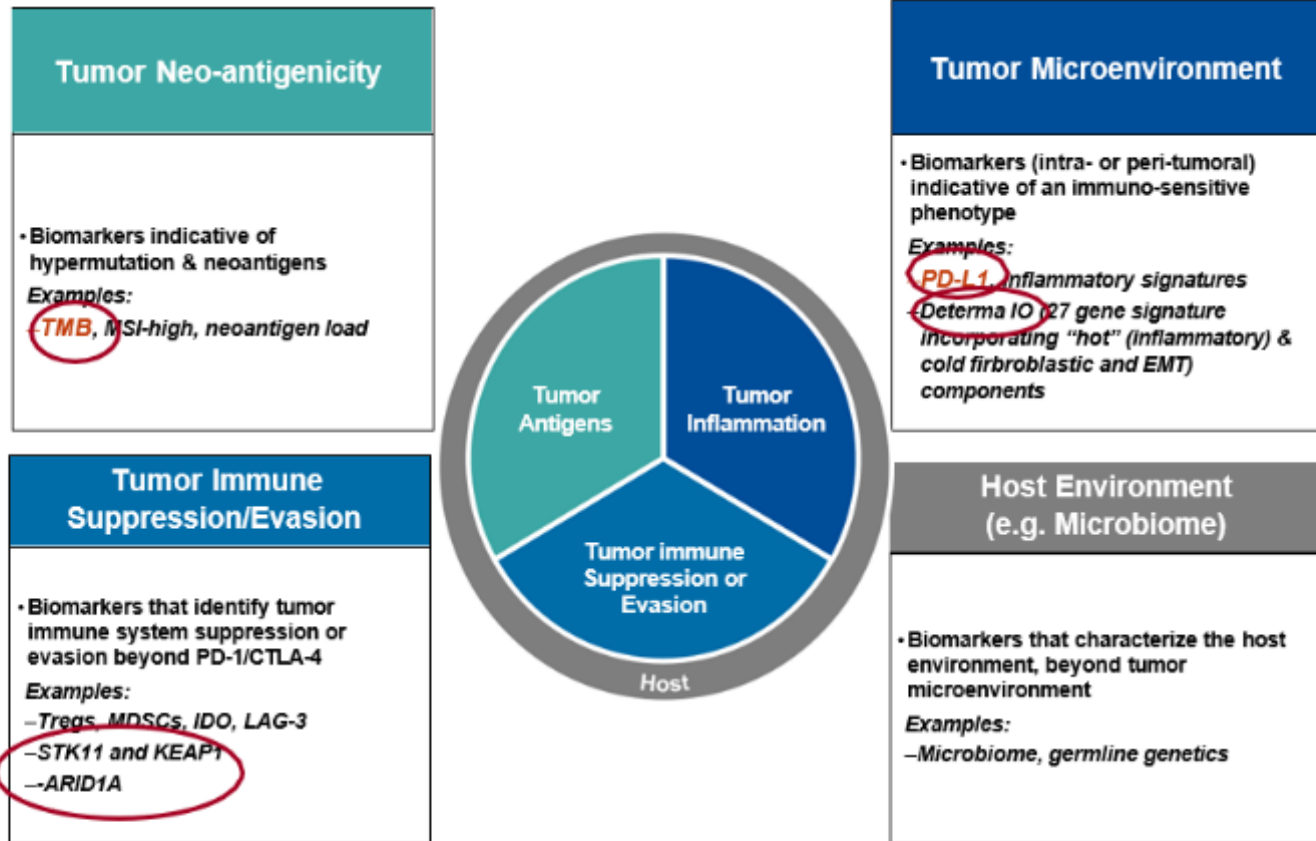 Tumor Neo-antigenicity
• Biomarkers indicative of
hypermutation & neoantigens
Examples:
–TMB, MSI-high, neoantigen load
Tumor Microenvironment
• Biomarkers (intra- or peri-tumoral)
indicative of an immuno-sensitive
phenotype
Examples:
–PD-L1, inflammatory signatures
–Determa IO (27 gene signature
incorporating “hot” (inflammatory) &
cold firbroblastic and EMT)
components
Tumor
Antigens
Tumor
Inflammation
Tumor immune
Suppression or
Evasion
Host
Tumor Immune
Suppression/Evasion
• Biomarkers that identify tumor
immune system suppression or
evasion beyond PD-1/CTLA-4
Examples:
–Tregs, MDSCs, IDO, LAG-3
–STK11 and KEAP1
–-ARID1A
Host Environment
(e.g. Microbiome)
• Biomarkers that characterize the host
environment, beyond tumor
microenvironment
Examples:
–Microbiome, germline genetics